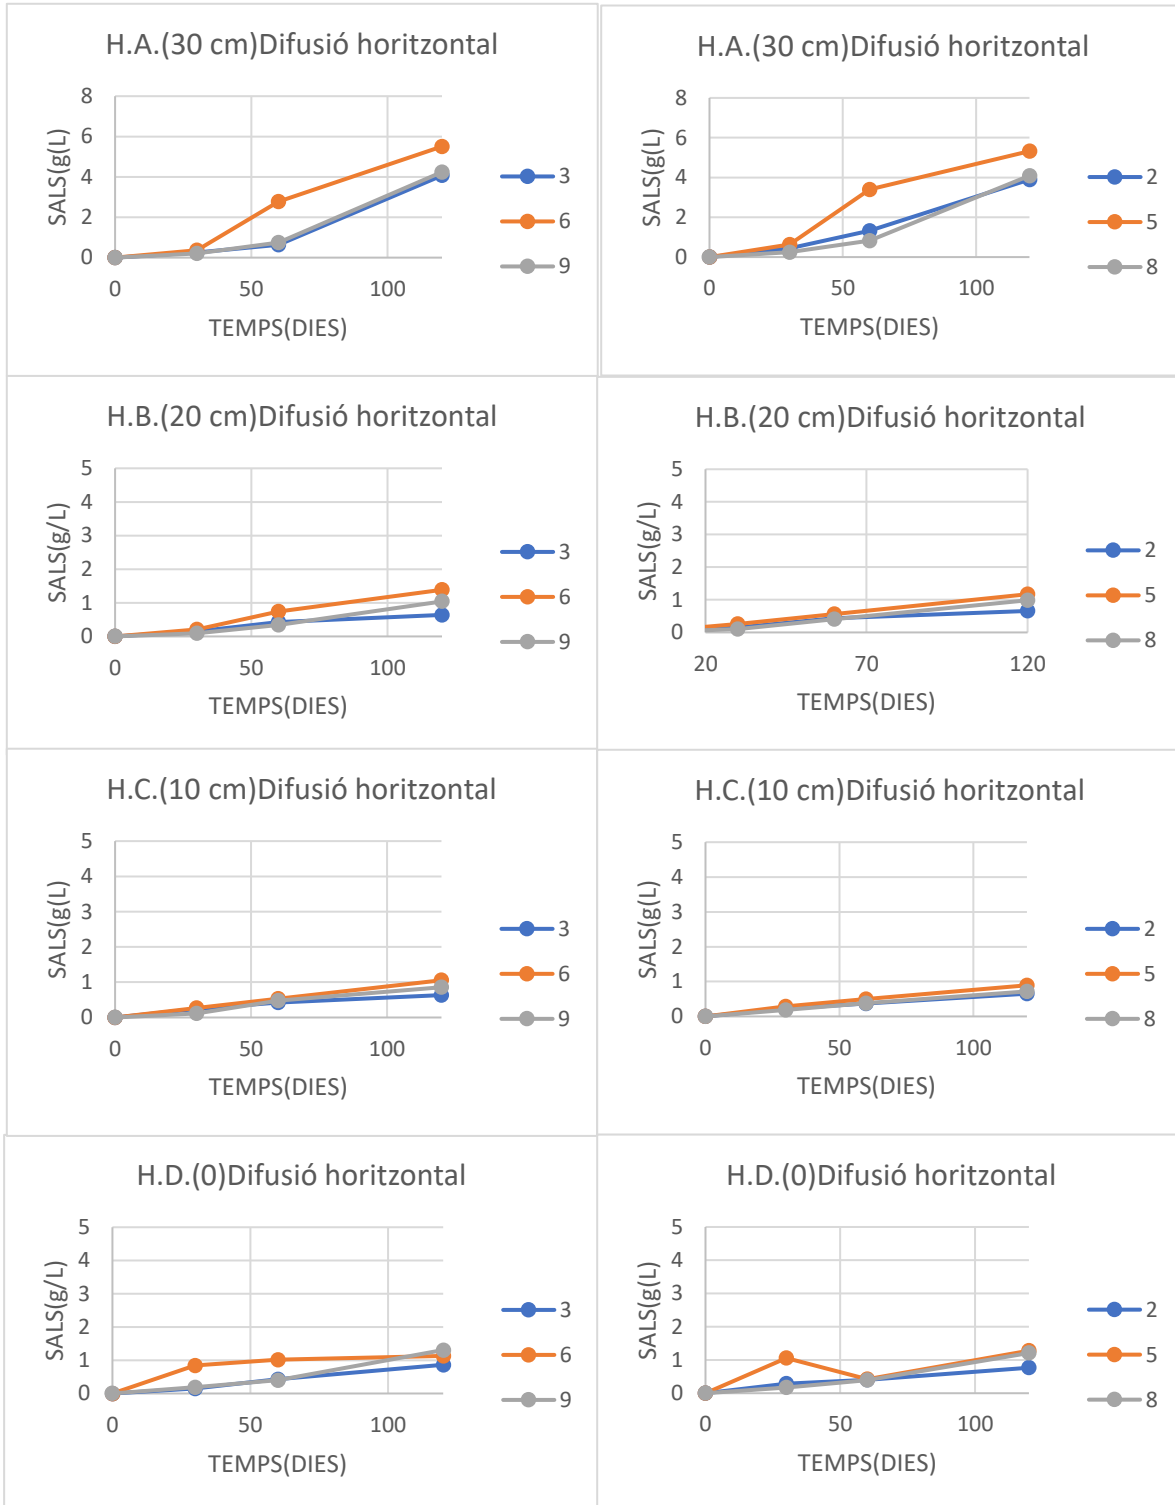 H.A.(30 cm)Difusió horitzontal
8
6
4
2
0
SALS(g(L)
0 50 100
TEMPS(DIES)
3
6
9
H.A.(30 cm)Difusió horitzontal
8
6
4
2
0
SALS(g(L)
0 50 100
TEMPS(DIES)
2
5
8
H.B.(20 cm)Difusió horitzontal
5
4
3
2
1
0
SALS(g/L)
0 50 100
TEMPS(DIES)
3
6
9
H.B.(20 cm)Difusió horitzontal
5
4
3
2
1
0
SALS(g/L)
20 70 120
TEMPS(DIES)
2
5
8
H.C.(10 cm)Difusió horitzontal
5
4
3
2
1
0
SALS(g(L)
0 50 100
TEMPS(DIES)
3
6
9
H.C.(10 cm)Difusió horitzontal
5
4
3
2
1
0
SALS(g(L)
0 50 100
TEMPS(DIES)
2
5
8
H.D.(0)Difusió horitzontal
5
4
3
2
1
0
SALS(g/L)
0 50 100
TEMPS(DIES)
3
6
9
H.D.(0)Difusió horitzontal
5
4
3
2
1
0
SALS(g(L)
0 50 100
TEMPS(DIES)
2
5
8